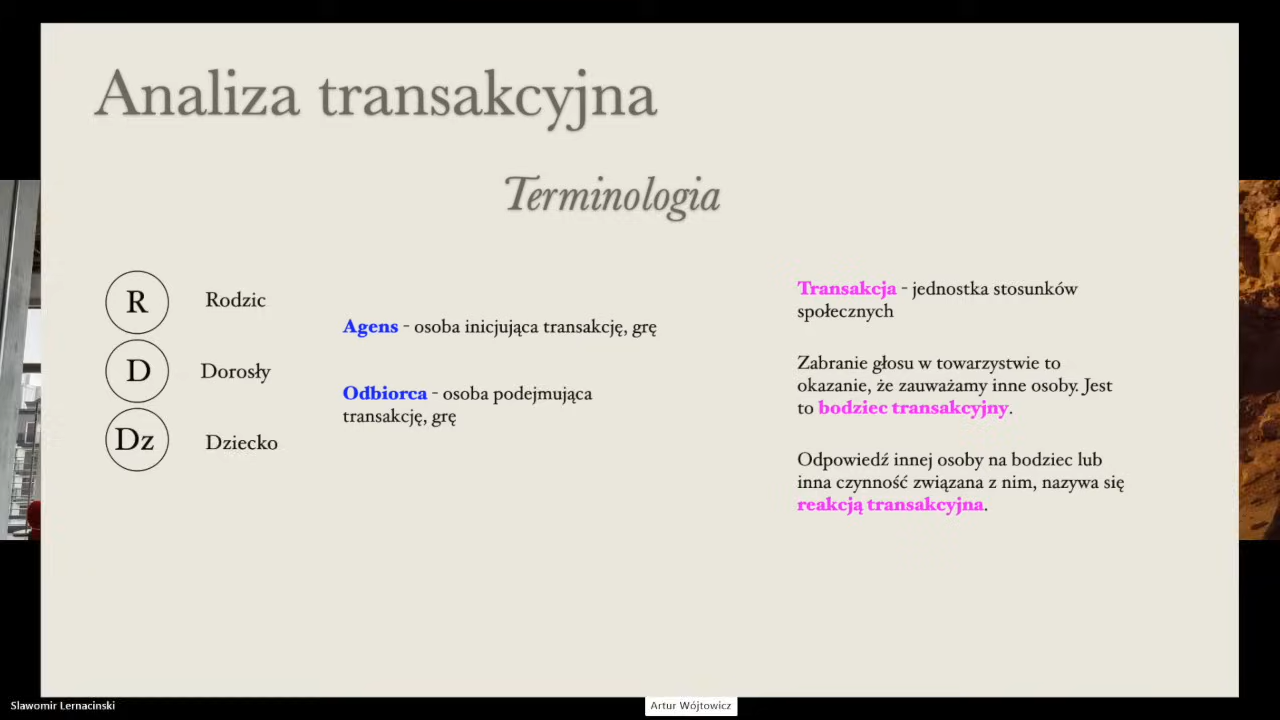 Analiza transakcyjna
Terminologia
R
Rodzic
D
Dorosły
Dz
Dziecko
Agens - osoba inicjująca transakcję, grę
Odbiorca - osoba podejmująca
transakcję, grę
Transakcja - jednostka stosunków
społecznych
Zabranie głosu w towarzystwie to
okazanie, że zauważamy inne osoby. Jest
to bodziec transakcyjny.
Odpowiedź innej osoby na bodziec lub
inna czynność związana z nim, nazywa się
reakcją transakcyjna.
Slawomir Lernacinski
Artur Wójtowicz